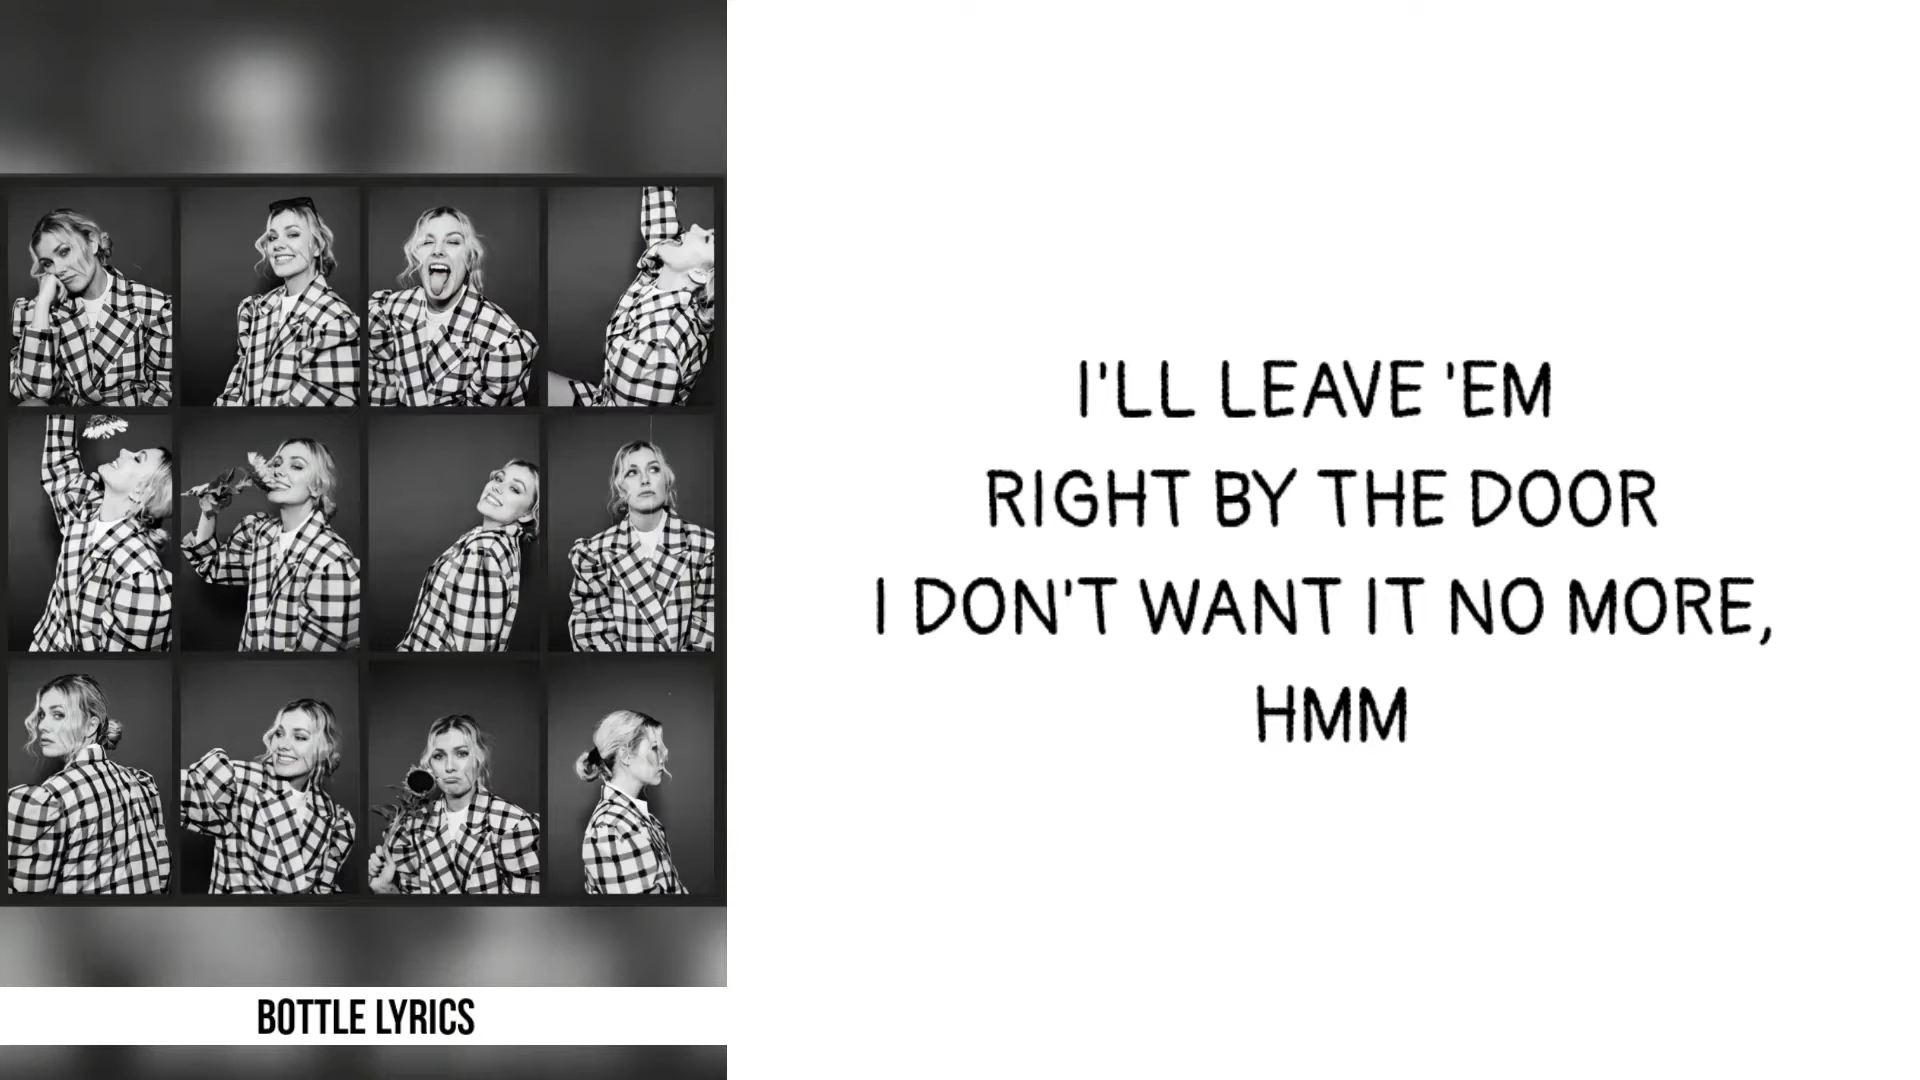 I'LL LEAVE 'EM
RIGHT BY THE DOOR
I DON'T WANT IT NO MORE,
HMM
BOTTLE LYRICS